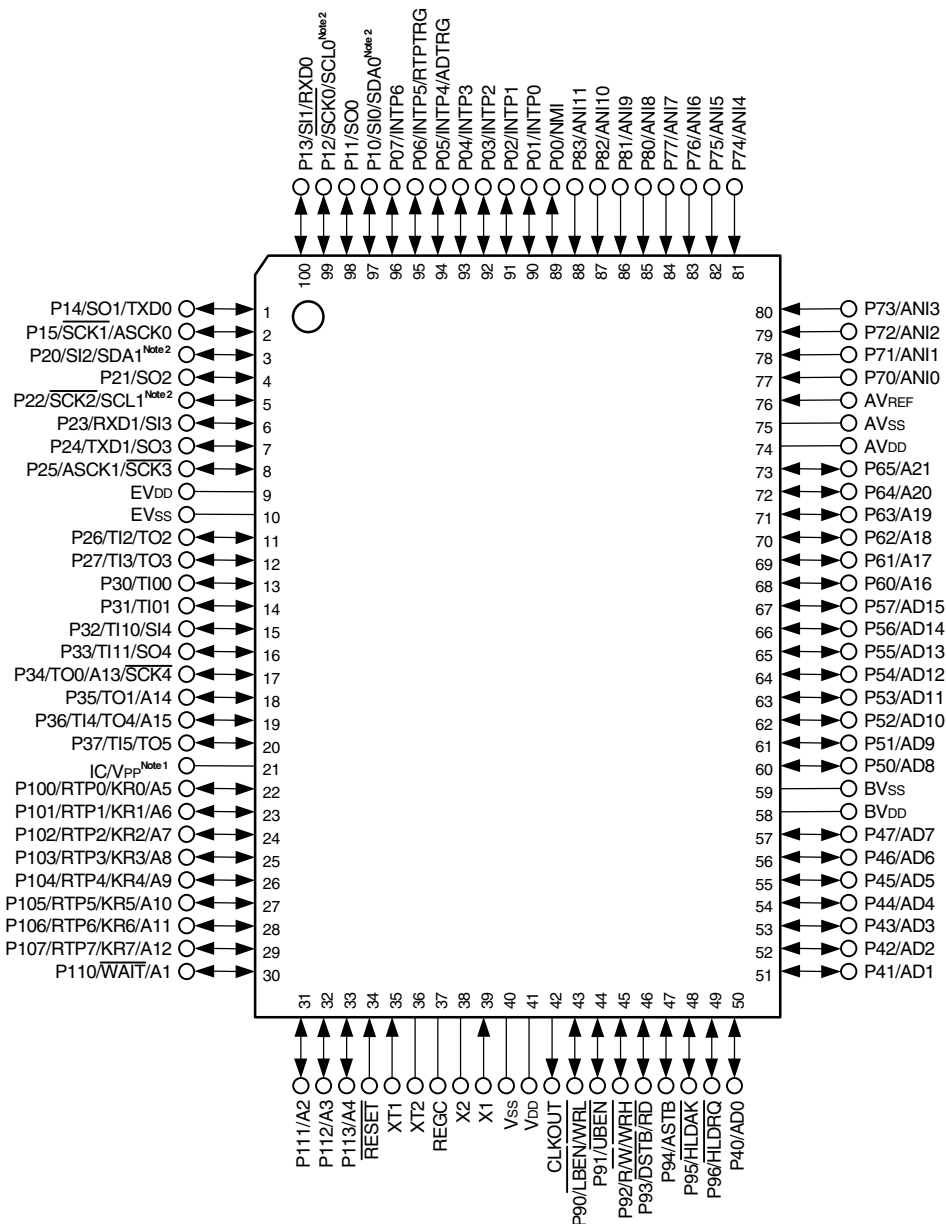 P13/SI1/RXD0
P12/SCK0/SCL0Note 2
P11/SO0
P10/SI0/SDA0Note 2
P07/INTP6
P06/INTP5/RTPTRG
P05/INTP4/ADTRG
P04/INTP3
P03/INTP2
P02/INTP1
P01/INTP0
P00/NMI
P83/ANI11
P82/ANI10
P81/ANI9
P80/ANI8
P77/ANI7
P76/ANI6
P75/ANI5
P74/ANI4
100 99 98 97 96 95 94 93 92 91 90 89 88 87 86 85 84 83 82 81
P14/SO1/TXD0 1
P15/SCK1/ASCK0 2
P20/SI2/SDA1Note 2 3
P21/SO2 4
P22/SCK2/SCL1Note 2 5
P23/RXD1/SI3 6
P24/TXD1/SO3 7
P25/ASCK1/SCK3 8
EVDD 9
EVSS 10
P26/TI2/TO2 11
P27/TI3/TO3 12
P30/TI00 13
P31/TI01 14
P32/TI10/SI4 15
P33/TI11/SO4 16
P34/TO0/A13/SCK4 17
P35/TO1/A14 18
P36/TI4/TO4/A15 19
P37/TI5/TO5 20
IC/VPPNote 1 21
P100/RTP0/KR0/A5 22
P101/RTP1/KR1/A6 23
P102/RTP2/KR2/A7 24
P103/RTP3/KR3/A8 25
P104/RTP4/KR4/A9 26
P105/RTP5/KR5/A10 27
P106/RTP6/KR6/A11 28
P107/RTP7/KR7/A12 29
P110/WAIT/A1 30
80 P73/ANI3
79 P72/ANI2
78 P71/ANI1
77 P70/ANI0
76 AVREF
75 AVSS
74 AVDD
73 P65/A21
72 P64/A20
71 P63/A19
70 P62/A18
69 P61/A17
68 P60/A16
67 P57/AD15
66 P56/AD14
65 P55/AD13
64 P54/AD12
63 P53/AD11
62 P52/AD10
61 P51/AD9
60 P50/AD8
59 BVSS
58 BVDD
57 P47/AD7
56 P46/AD6
55 P45/AD5
54 P44/AD4
53 P43/AD3
52 P42/AD2
51 P41/AD1
31 32 33 34 35 36 37 38 39 40 41 42 43 44 45 46 47 48 49 50
P111/A2
P112/A3
P113/A4
RESET
XT1
XT2
REGC
X2
X1
VSS
VDD
CLKOUT
P90/LBEN/WRL
P91/UBEN
P92/R/W/WRH
P93/DSTB/RD
P94/ASTB
P95/HLDAK
P96/HLDRQ
P40/AD0